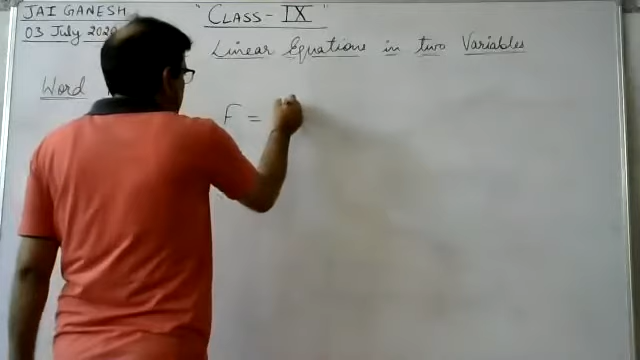 JAI GANESH
03 July 2020
"CLASS-IX"
Linear Equations in two Variables
Word
F =